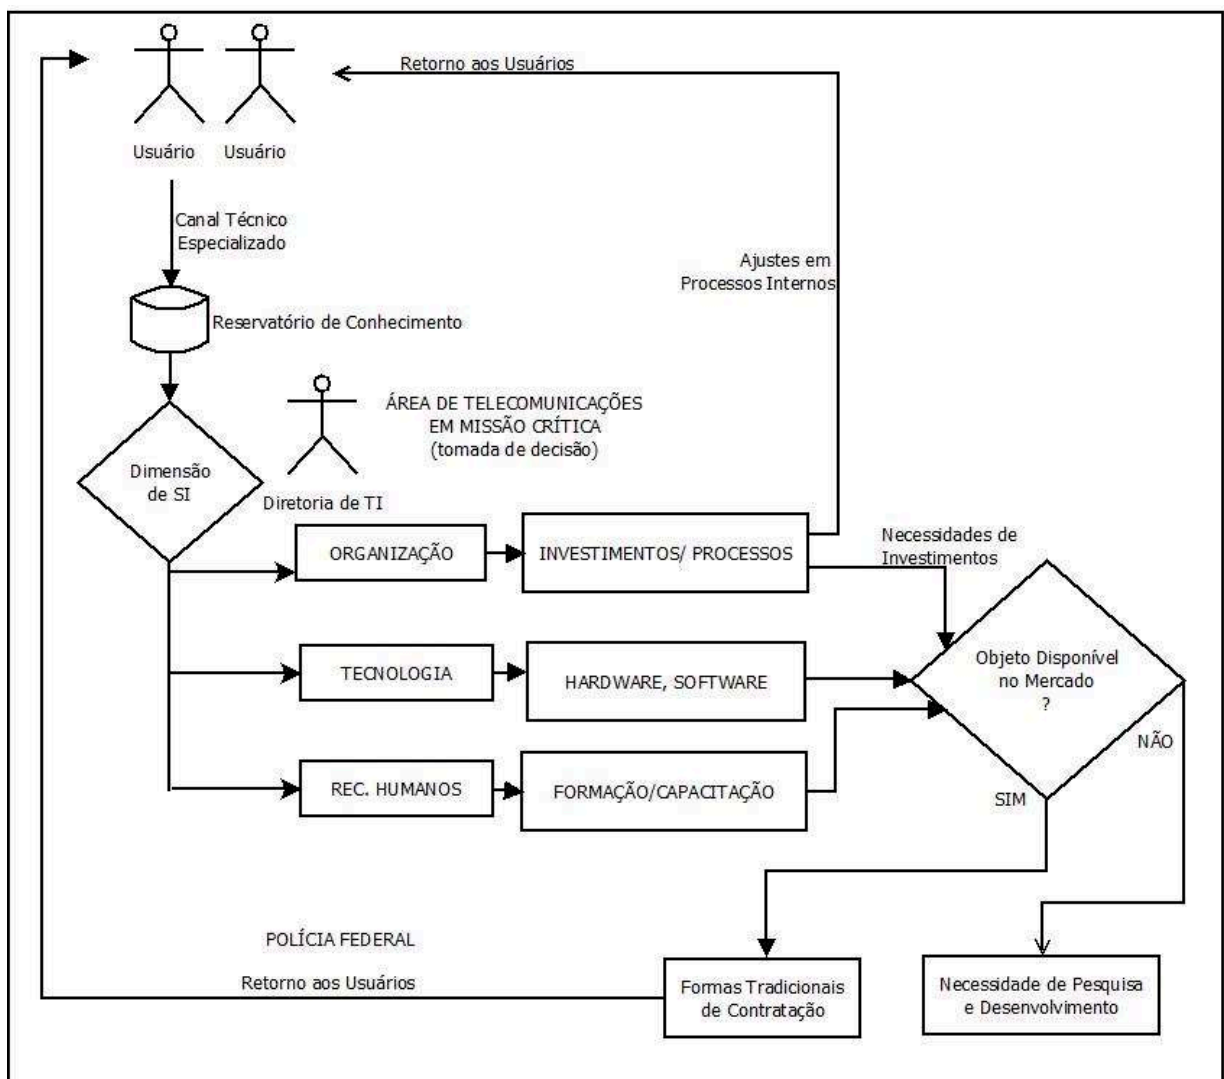 Retorno aos Usuários
Usuário
Usuário
Canal Técnico
Especializado
Ajustes em
Processos Internos
Reservatório de Conhecimento
ÁREA DE TELECOMUNICAÇÕES
EM MISSÃO CRÍTICA
(tomada de decisão)
Dimensão
de SI
Diretoria de TI
ORGANIZAÇÃO
INVESTIMENTOS/ PROCESSOS
Necessidades de
Investimentos
TECNOLOGIA
HARDWARE, SOFTWARE
Objeto Disponível
no Mercado
?
NÃO
REC. HUMANOS
FORMAÇÃO/CAPACITAÇÃO
SIM
POLÍCIA FEDERAL
Retorno aos Usuários
Formas Tradicionais
de Contratação
Necessidade de Pesquisa
e Desenvolvimento